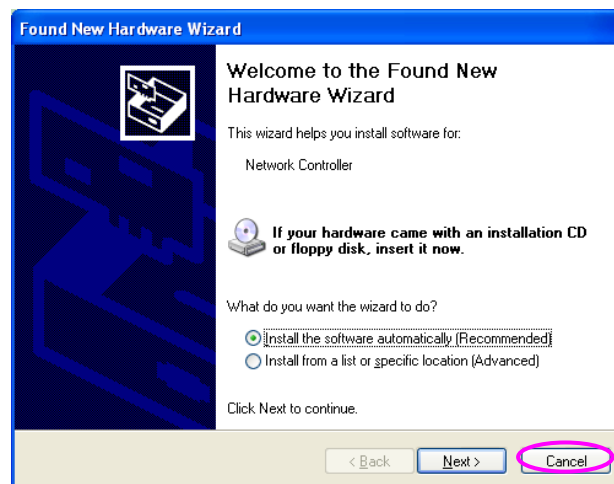 Found New Hardware Wizard
Welcome to the Found New
Hardware Wizard
This wizard helps you install software for:
Network Controller
If your hardware came with an installation CD
or floppy disk, insert it now.
What do you want the wizard to do?
Install the software automatically (Recommended)
Install from a list or specific location (Advanced)
Click Next to continue.
< Back Next > Cancel